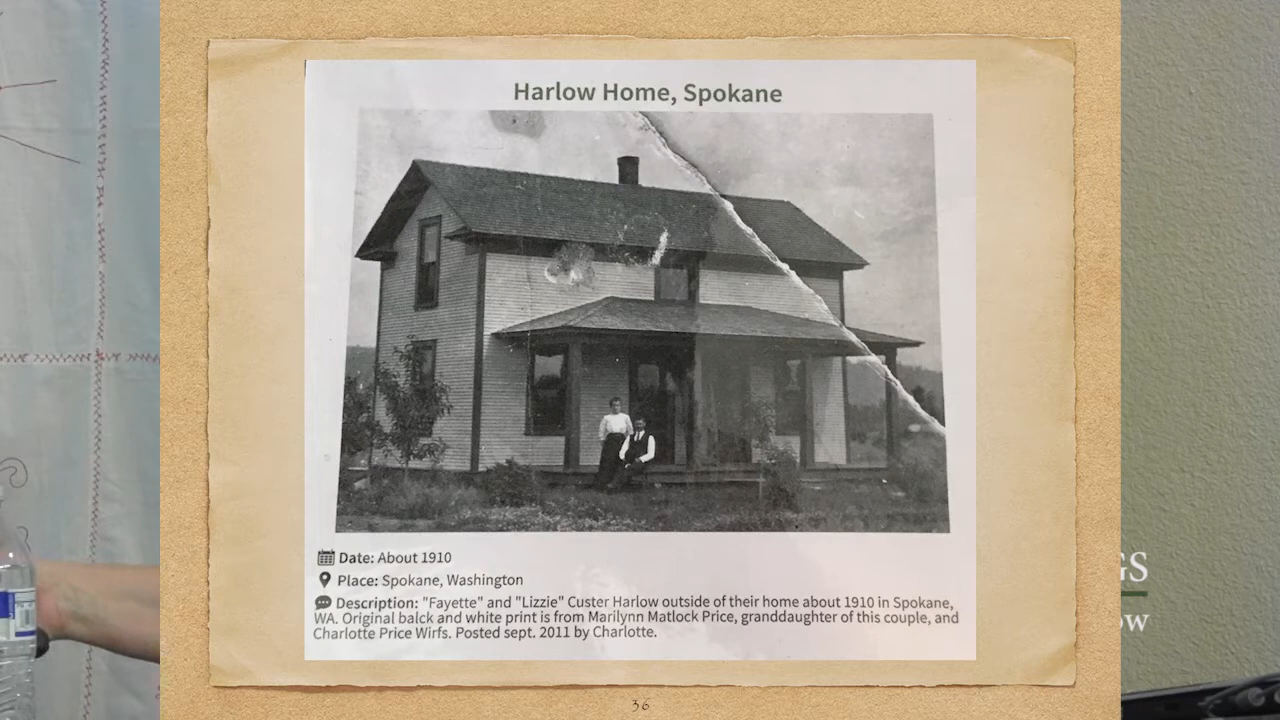 Harlow Home, Spokane
Date: About 1910
Place: Spokane, Washington
Description: "Fayette" and "Lizzie" Custer Harlow outside of their home about 1910 in Spokane,
WA. Original balck and white print is from Marilynn Matlock Price, granddaughter of this couple, and
Charlotte Price Wirfs. Posted sept. 2011 by Charlotte.
36